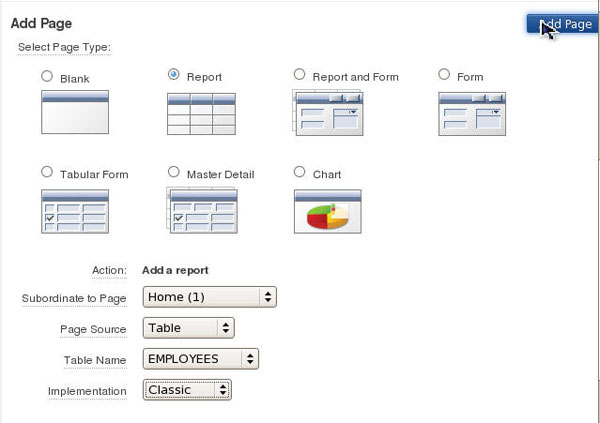 Add Page
Add Page
Select Page Type:
Blank
Report
Report and Form
Form
Tabular Form
Master Detail
Chart
Action: Add a report
Subordinate to Page Home (1)
Page Source Table
Table Name EMPLOYEES
Implementation Classic